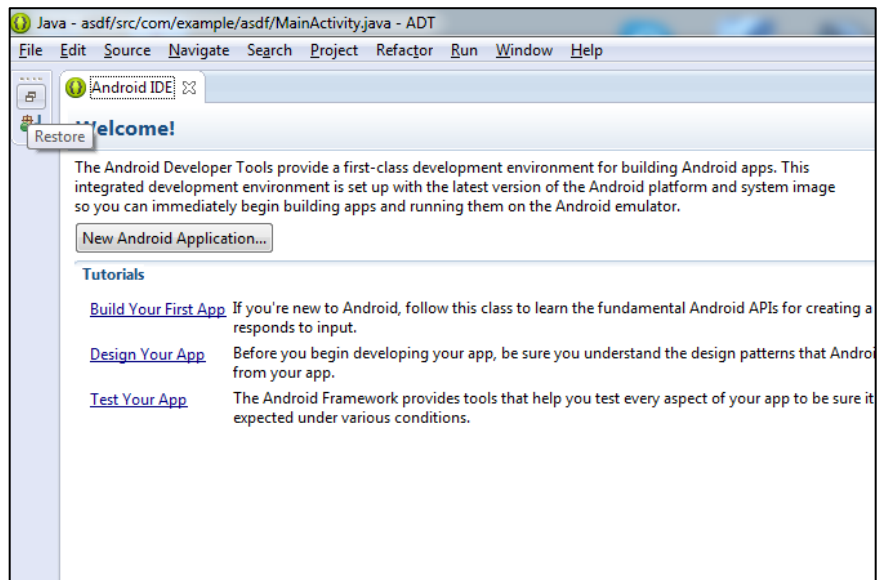 Java - asdf/src/com/example/asdf/MainActivity.java - ADT
File Edit Source Navigate Search Project Refactor Run Window Help
Android IDE
Restore
Welcome!
The Android Developer Tools provide a first-class development environment for building Android apps. This
integrated development environment is set up with the latest version of the Android platform and system image
so you can immediately begin building apps and running them on the Android emulator.
New Android Application...
Tutorials
Build Your First App If you're new to Android, follow this class to learn the fundamental Android APIs for creating a
responds to input.
Design Your App Before you begin developing your app, be sure you understand the design patterns that Androi
from your app.
Test Your App The Android Framework provides tools that help you test every aspect of your app to be sure it
expected under various conditions.